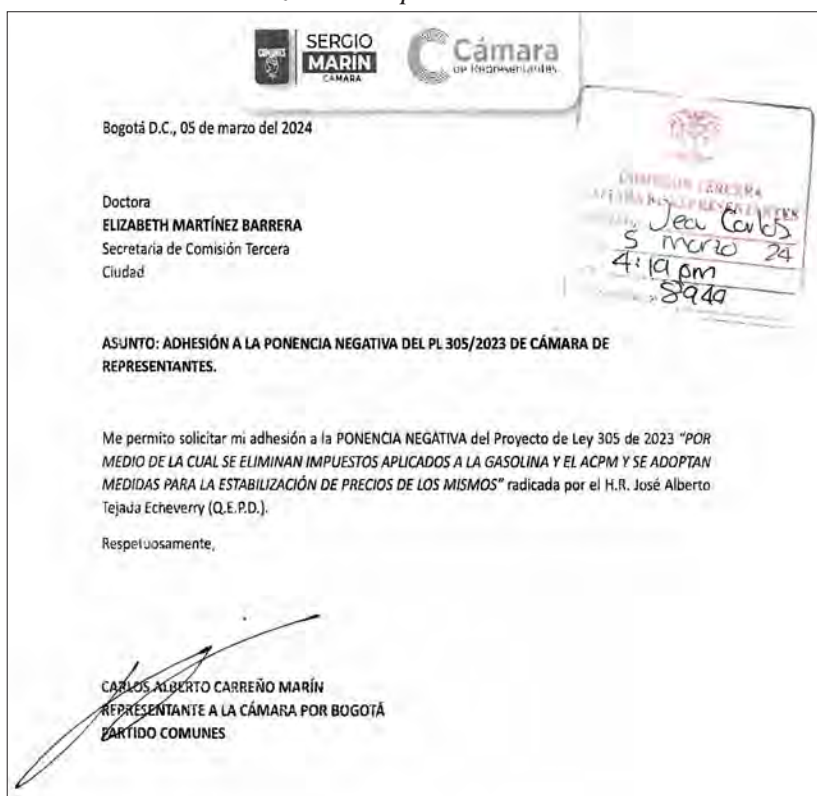 COMUNES
SERGIO
MARIN
CAMARA
Cámara
de Representantes
Bogotá D.C., 05 de marzo del 2024
COMISIÓN TERCERA
CÁMARA DE REPRESENTANTES
5 marzo 24
4:19 pm
8949
Doctora
ELIZABETH MARTÍNEZ BARRERA
Secretaria de Comisión Tercera
Ciudad
ASUNTO: ADHESIÓN A LA PONENCIA NEGATIVA DEL PL 305/2023 DE CÁMARA DE
REPRESENTANTES.
Me permito solicitar mi adhesión a la PONENCIA NEGATIVA del Proyecto de Ley 305 de 2023 "POR
MEDIO DE LA CUAL SE ELIMINAN IMPUESTOS APLICADOS A LA GASOLINA Y EL ACPM Y SE ADOPTAN
MEDIDAS PARA LA ESTABILIZACIÓN DE PRECIOS DE LOS MISMOS" radicada por el H.R. José Alberto
Tejada Echeverry (Q.E.P.D.).
Respetuosamente,
CARLOS ALBERTO CARREÑO MARÍN
REPRESENTANTE A LA CÁMARA POR BOGOTÁ
PARTIDO COMUNES